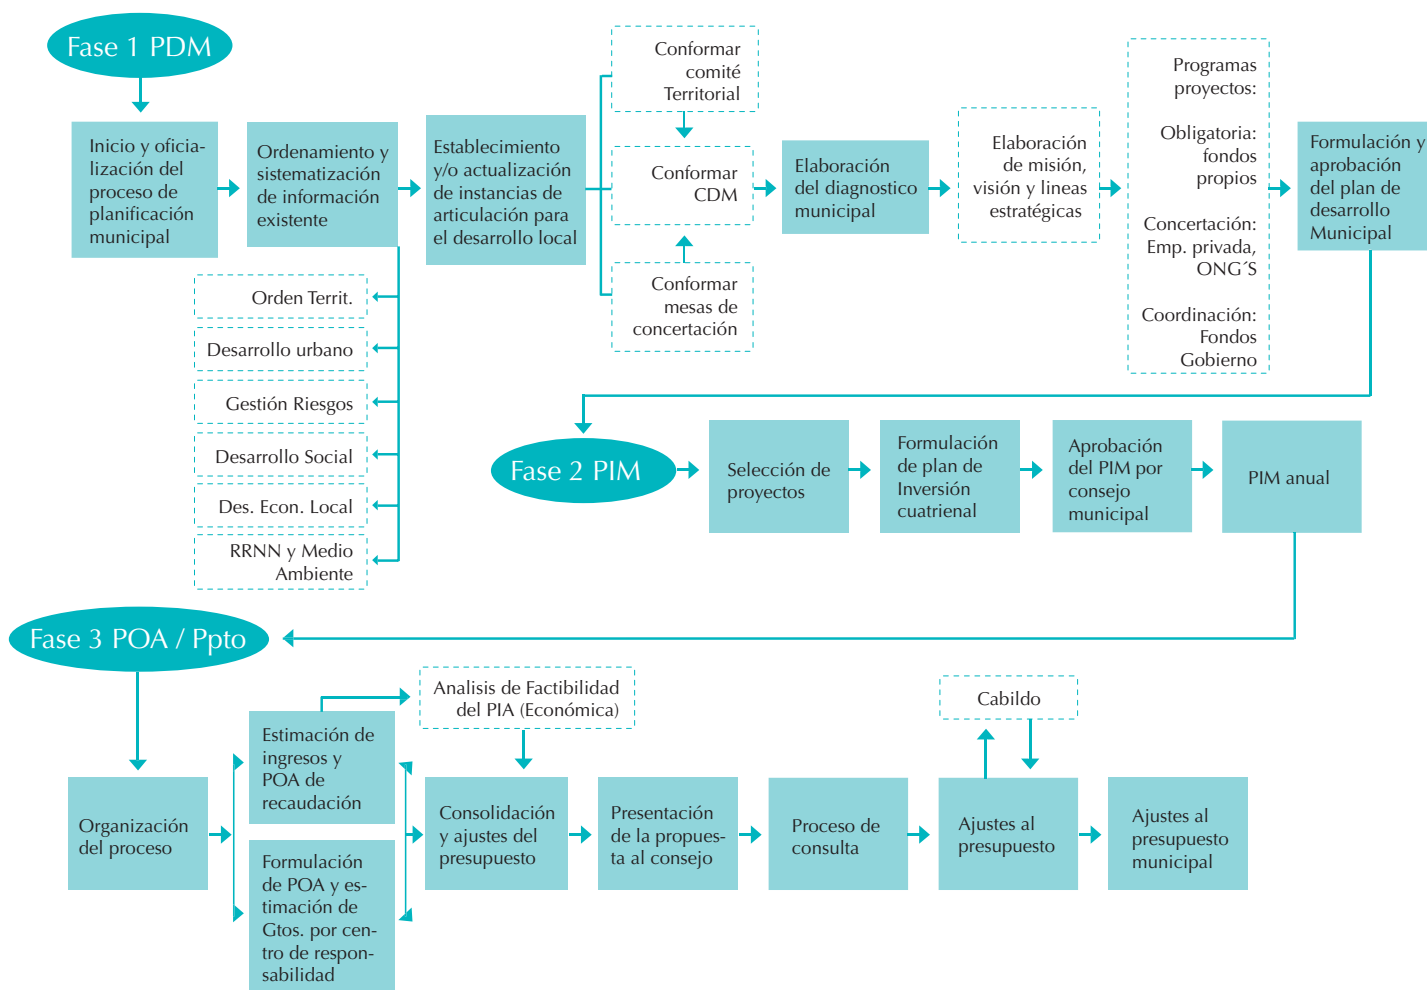 Fase 1 PDM
Inicio y oficia-
lización del
proceso de
planificación
municipal
Ordenamiento y
sistematización
de información
existente
Orden Territ.
Desarrollo urbano
Gestión Riesgos
Desarrollo Social
Des. Econ. Local
RRNN y Medio
Ambiente
Establecimiento
y/o actualización
de instancias de
articulación para
el desarrollo local
Conformar
comité
Territorial
Conformar
CDM
Conformar
mesas de
concertación
Elaboración
del diagnostico
municipal
Elaboración
de misión,
visión y lineas
estratégicas
Programas
proyectos:
Obligatoria:
fondos
propios
Concertación:
Emp. privada,
ONG´S
Coordinación:
Fondos
Gobierno
Formulación y
aprobación
del plan de
desarrollo
Municipal
Fase 2 PIM
Selección de
proyectos
Formulación
de plan de
Inversión
cuatrienal
Aprobación
del PIM por
consejo
municipal
PIM anual
Fase 3 POA / Ppto
Organización
del proceso
Estimación de
ingresos y
POA de
recaudación
Formulación
de POA y es-
timación de
Gtos. por cen-
tro de respon-
sabilidad
Analisis de Factibilidad
del PIA (Económica)
Consolidación
y ajustes del
presupuesto
Presentación
de la propues-
ta al consejo
Proceso de
consulta
Cabildo
Ajustes al
presupuesto
Ajustes al
presupuesto
municipal